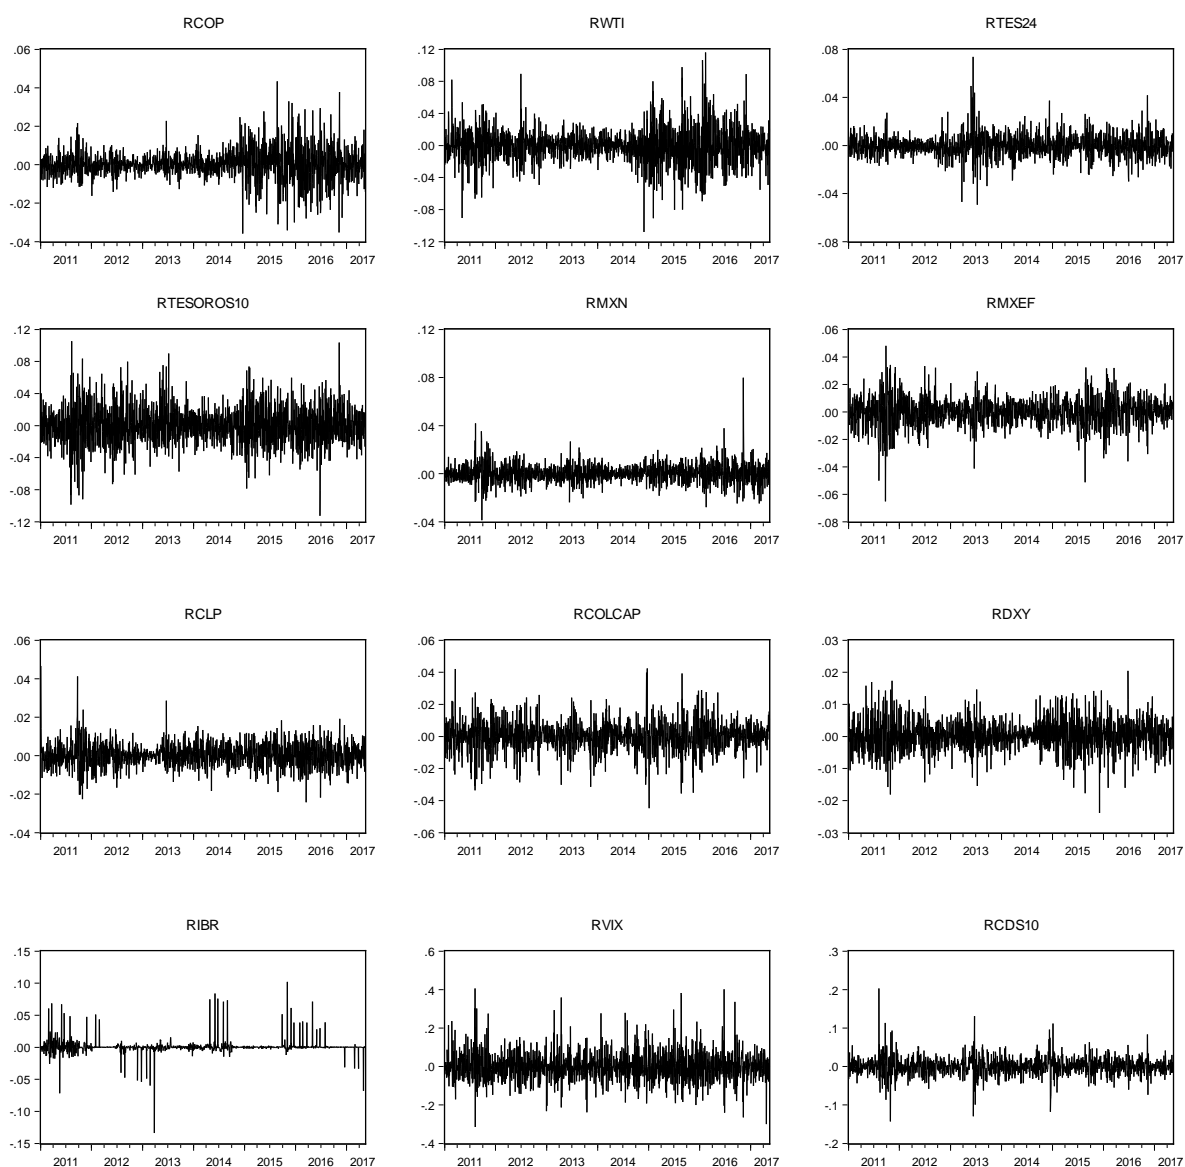 RCOP RWTI RTES24
.06 .12 .08
.04 .08 .04
.02 .04 .00
.00 .00 -.04
-.02 -.04 -.08
-.04 -.08
-.12
2011 2012 2013 2014 2015 2016 2017 2011 2012 2013 2014 2015 2016 2017 2011 2012 2013 2014 2015 2016 2017
RTESOROS10 RMXN RMXEF
.12 .12 .06
.08 .08 .04
.04 .04 .02
.00 .00 .00
-.04 -.04 -.02
-.08 -.04
-.12 -.06
-.08
2011 2012 2013 2014 2015 2016 2017 2011 2012 2013 2014 2015 2016 2017 2011 2012 2013 2014 2015 2016 2017
RCLP RCOLCAP RDXY
.06 .06 .03
.04 .04 .02
.02 .02 .01
.00 .00 .00
-.02 -.02 -.01
-.04 -.04 -.02
-.06 -.03
2011 2012 2013 2014 2015 2016 2017 2011 2012 2013 2014 2015 2016 2017 2011 2012 2013 2014 2015 2016 2017
RIBR RVIX RCDS10
.15 .6 .3
.10 .4 .2
.05 .2 .1
.00 .0 .0
-.05 -.2 -.1
-.10 -.4 -.2
-.15
2011 2012 2013 2014 2015 2016 2017 2011 2012 2013 2014 2015 2016 2017 2011 2012 2013 2014 2015 2016 2017